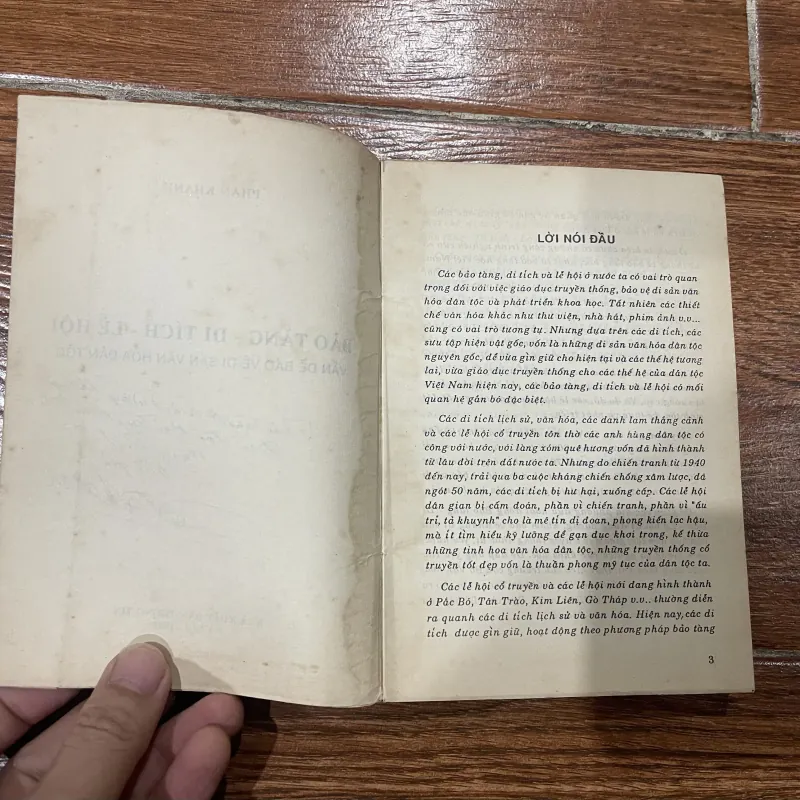 LỜI NÓI ĐẦU
Các bảo tàng, di tích và lễ hội ở nước ta có vai trò quan
trọng đối với việc giáo dục truyền thống, bảo vệ di sản văn
hóa dân tộc và phát triển khoa học. Tất nhiên các thiết
chế văn hóa khác như thư viện, nhà hát, phim ảnh v.v...
cũng có vai trò tương tự. Nhưng dựa trên các di tích, các
sưu tập hiện vật gốc, vốn là những di sản văn hóa dân tộc
nguyên gốc, để vừa gìn giữ cho hiện tại và các thế hệ tương
lai, vừa giáo dục truyền thống cho các thế hệ của dân tộc
Việt Nam hiện nay, các bảo tàng, di tích và lễ hội có mối
quan hệ gắn bó đặc biệt.
Các di tích lịch sử, văn hóa, các danh lam thắng cảnh
và các lễ hội cổ truyền tôn thờ các anh hùng dân tộc có
công với nước, với làng xóm quê hương vốn đã hình thành
từ lâu đời trên đất nước ta. Nhưng do chiến tranh từ 1940
đến nay, trải qua ba cuộc kháng chiến chống xâm lược, đã
ngót 50 năm, các di tích bị hư hại, xuống cấp. Các lễ hội
dân gian bị cấm đoán, phần vì chiến tranh, phần vì "ấu
trĩ, tả khuynh" cho là mê tín dị đoan, phong kiến lạc hậu,
mà ít tìm hiểu kỹ lưỡng để gạn đục khơi trong, kế thừa
những tinh hoa văn hóa dân tộc, những truyền thống cổ
truyền tốt đẹp vốn là thuần phong mỹ tục của dân tộc ta.
Các lễ hội cổ truyền và các lễ hội mới đang hình thành
ở Pắc Bó, Tân Trào, Kim Liên, Gò Tháp v.v.. thường diễn
ra quanh các di tích lịch sử và văn hóa. Hiện nay, các di
tích được gìn giữ, hoạt động theo phương pháp bảo tàng
3